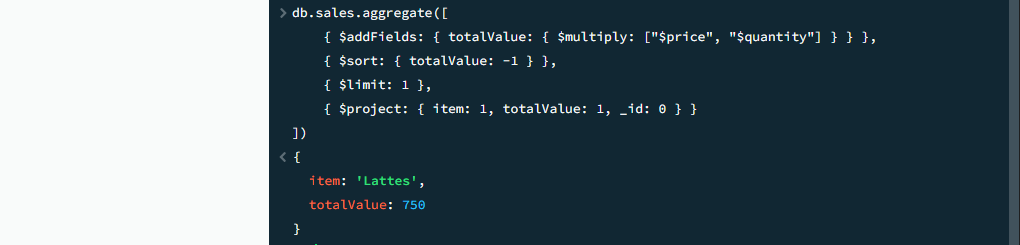 > db.sales.aggregate([
{ $addFields: { totalValue: { $multiply: ["$price", "$quantity"] } } },
{ $sort: { totalValue: -1 } },
{ $limit: 1 },
{ $project: { item: 1, totalValue: 1, _id: 0 } }
])
< {
item: 'Lattes',
totalValue: 750
}